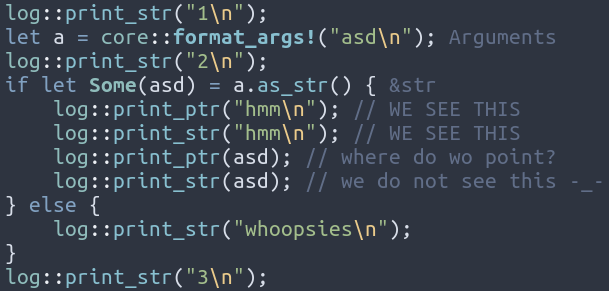 log::print_str("1\n");
let a = core::format_args!("asd\n"); Arguments
log::print_str("2\n");
if let Some(asd) = a.as_str() { &str
    log::print_ptr("hmm\n"); // WE SEE THIS
    log::print_str("hmm\n"); // WE SEE THIS
    log::print_ptr(asd); // where do wo point?
    log::print_str(asd); // we do not see this -_-
} else {
    log::print_str("whoopsies\n");
}
log::print_str("3\n");